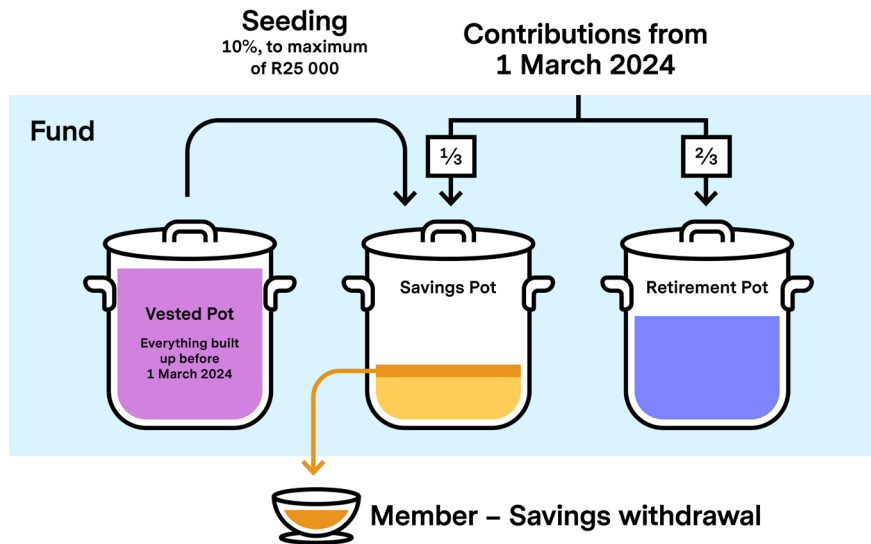 Seeding
10%, to maximum
of R25 000
Contributions from
1 March 2024
Fund
⅓
⅔
Vested Pot
Everything built
up before
1 March 2024
Savings Pot
Retirement Pot
Member – Savings withdrawal